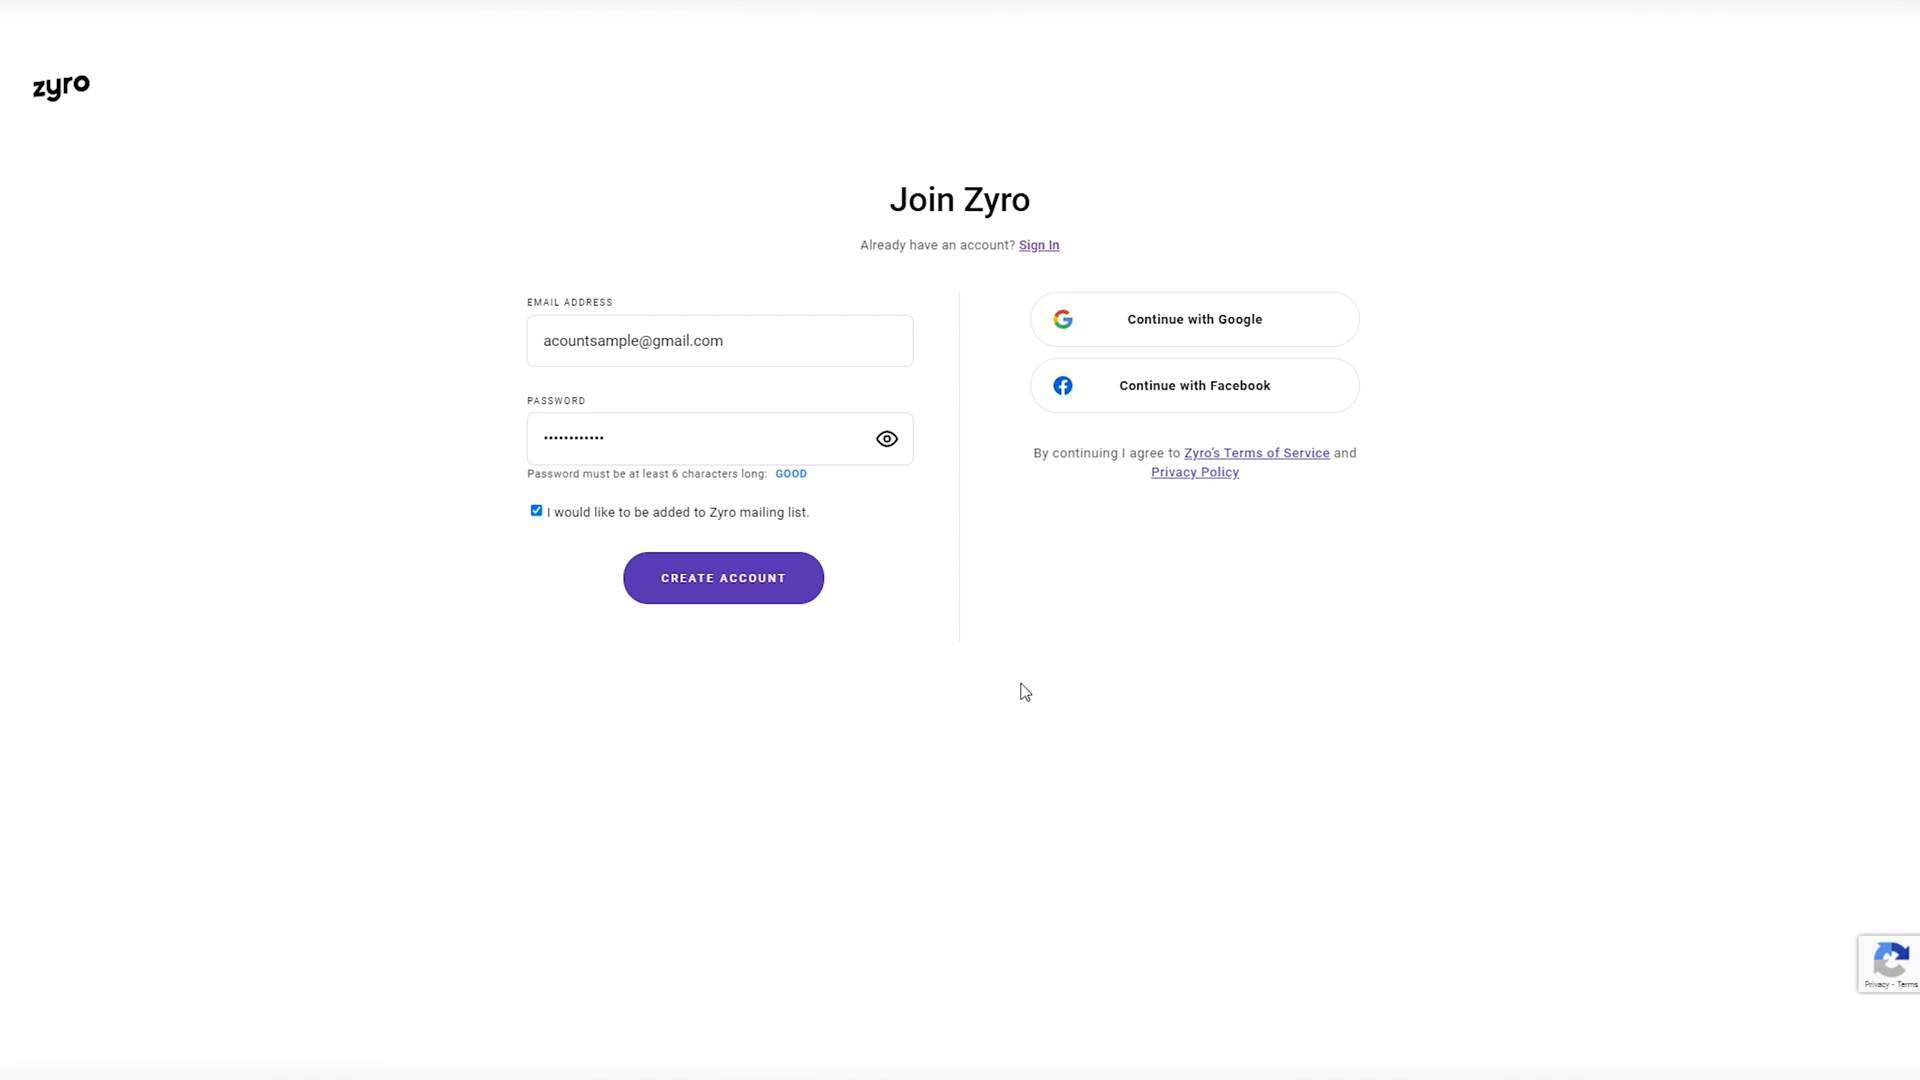 zyro
Join Zyro
Already have an account? Sign In
EMAIL ADDRESS
acountsample@gmail.com
PASSWORD
••••••••••••
Password must be at least 6 characters long: GOOD
I would like to be added to Zyro mailing list.
CREATE ACCOUNT
Continue with Google
Continue with Facebook
By continuing I agree to Zyro's Terms of Service and
Privacy Policy
Privacy - Terms